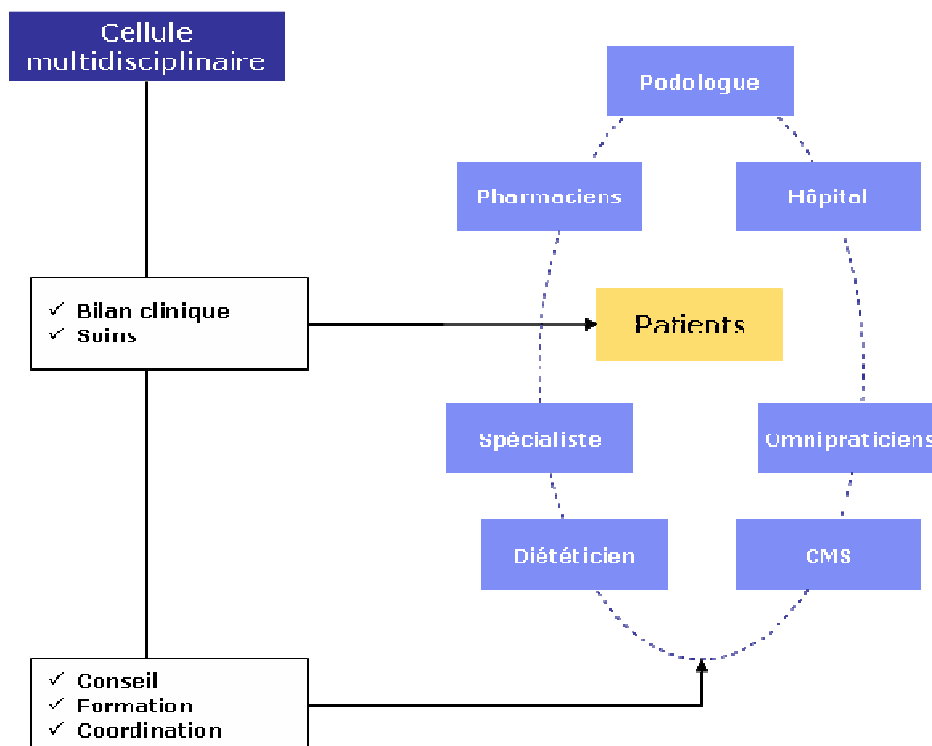 Cellule
multidisciplinaire
Podologue
Pharmaciens
Hôpital
✓ Bilan clinique
✓ Soins
Patients
Spécialiste
Omnipraticiens
Diététicien
CMS
✓ Conseil
✓ Formation
✓ Coordination